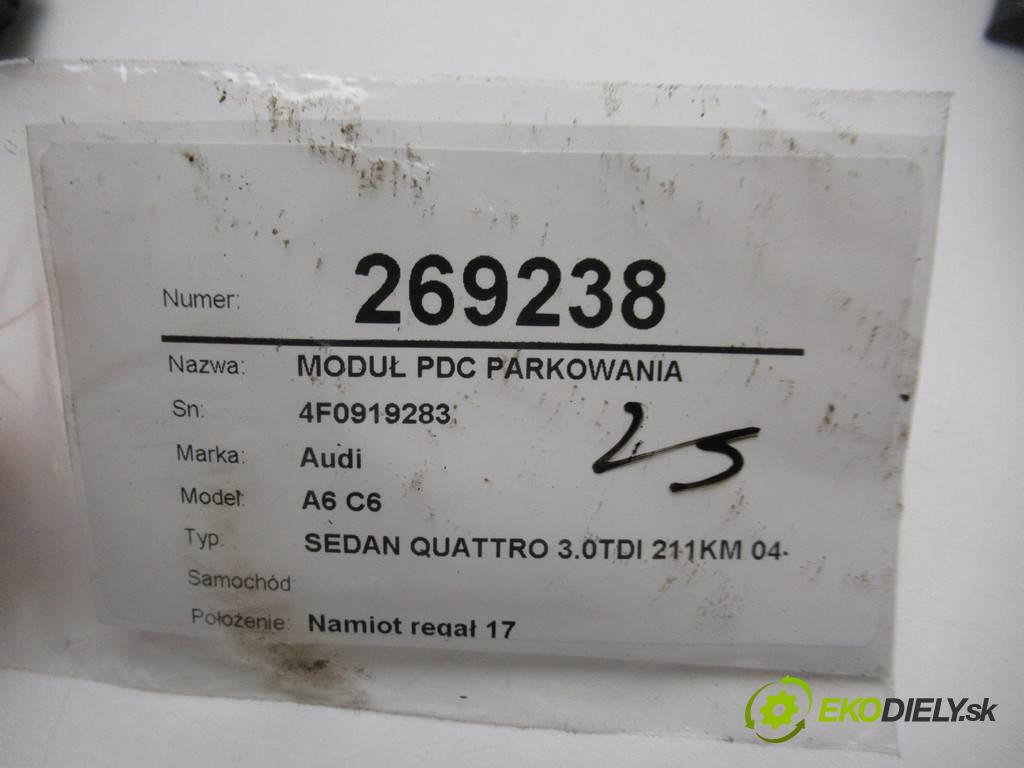 Numer: 269238
Nazwa: MODUŁ PDC PARKOWANIA
Sn: 4F0919283
Marka: Audi
Model: A6 C6
Typ: SEDAN QUATTRO 3.0TDI 211KM 04-
Samochód
Położenie: Namiot regał 17
EKODIELY.sk